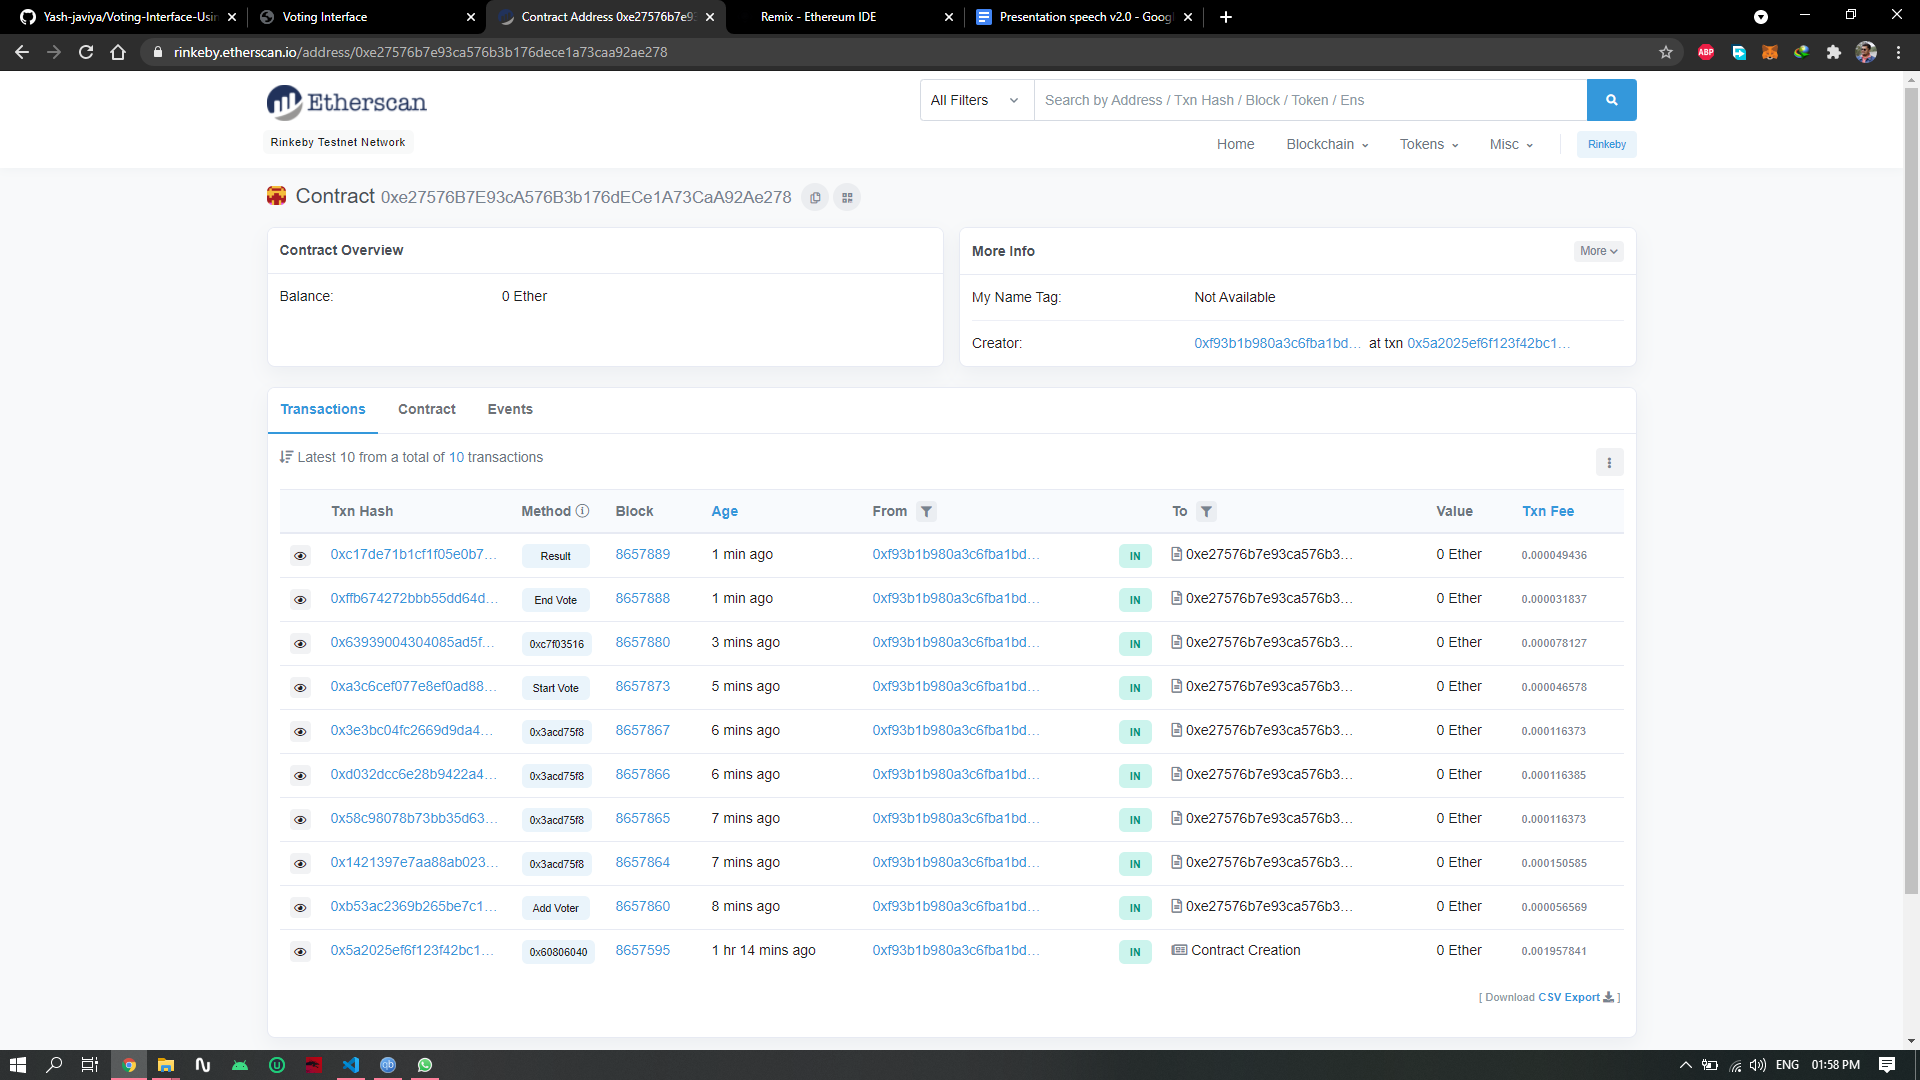 Yash-javiya/Voting-Interface-Usin
Voting Interface
Contract Address 0xe27576b7e93
Remix - Ethereum IDE
Presentation speech v2.0 - Goog
rinkeby.etherscan.io/address/0xe27576b7e93ca576b3b176dece1a73caa92ae278
ABP
Etherscan
All Filters
Search by Address / Txn Hash / Block / Token / Ens
Rinkeby Testnet Network
Home Blockchain Tokens Misc Rinkeby
Contract 0xe27576B7E93cA576B3b176dECe1A73CaA92Ae278
Contract Overview
Balance: 0 Ether
More Info
More
My Name Tag: Not Available
Creator: 0xf93b1b980a3c6fba1bd... at txn 0x5a2025ef6f123f42bc1...
Transactions Contract Events
Latest 10 from a total of 10 transactions
Txn Hash Method Block Age From To Value Txn Fee
0xc17de71b1cf1f05e0b7... Result 8657889 1 min ago 0xf93b1b980a3c6fba1bd... IN 0xe27576b7e93ca576b3... 0 Ether 0.000049436
0xffb674272bbb55dd64d... End Vote 8657888 1 min ago 0xf93b1b980a3c6fba1bd... IN 0xe27576b7e93ca576b3... 0 Ether 0.000031837
0x63939004304085ad5f... 0xc7f03516 8657880 3 mins ago 0xf93b1b980a3c6fba1bd... IN 0xe27576b7e93ca576b3... 0 Ether 0.000078127
0xa3c6cef077e8ef0ad88... Start Vote 8657873 5 mins ago 0xf93b1b980a3c6fba1bd... IN 0xe27576b7e93ca576b3... 0 Ether 0.000046578
0x3e3bc04fc2669d9da4... 0x3acd75f8 8657867 6 mins ago 0xf93b1b980a3c6fba1bd... IN 0xe27576b7e93ca576b3... 0 Ether 0.000116373
0xd032dcc6e28b9422a4... 0x3acd75f8 8657866 6 mins ago 0xf93b1b980a3c6fba1bd... IN 0xe27576b7e93ca576b3... 0 Ether 0.000116385
0x58c98078b73bb35d63... 0x3acd75f8 8657865 7 mins ago 0xf93b1b980a3c6fba1bd... IN 0xe27576b7e93ca576b3... 0 Ether 0.000116373
0x1421397e7aa88ab023... 0x3acd75f8 8657864 7 mins ago 0xf93b1b980a3c6fba1bd... IN 0xe27576b7e93ca576b3... 0 Ether 0.000150585
0xb53ac2369b265be7c1... Add Voter 8657860 8 mins ago 0xf93b1b980a3c6fba1bd... IN 0xe27576b7e93ca576b3... 0 Ether 0.000056569
0x5a2025ef6f123f42bc1... 0x60806040 8657595 1 hr 14 mins ago 0xf93b1b980a3c6fba1bd... IN Contract Creation 0 Ether 0.001957841
[ Download CSV Export ]
ENG 01:58 PM